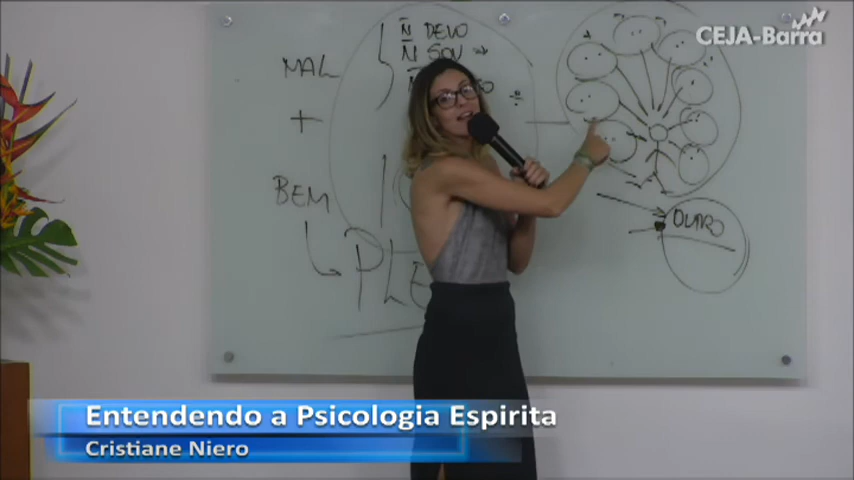 CEJA-Barra
Ñ DEVO
Ñ SOU
MAL
+
÷
BEM
OUTRO
Entendendo a Psicologia Espirita
Cristiane Niero